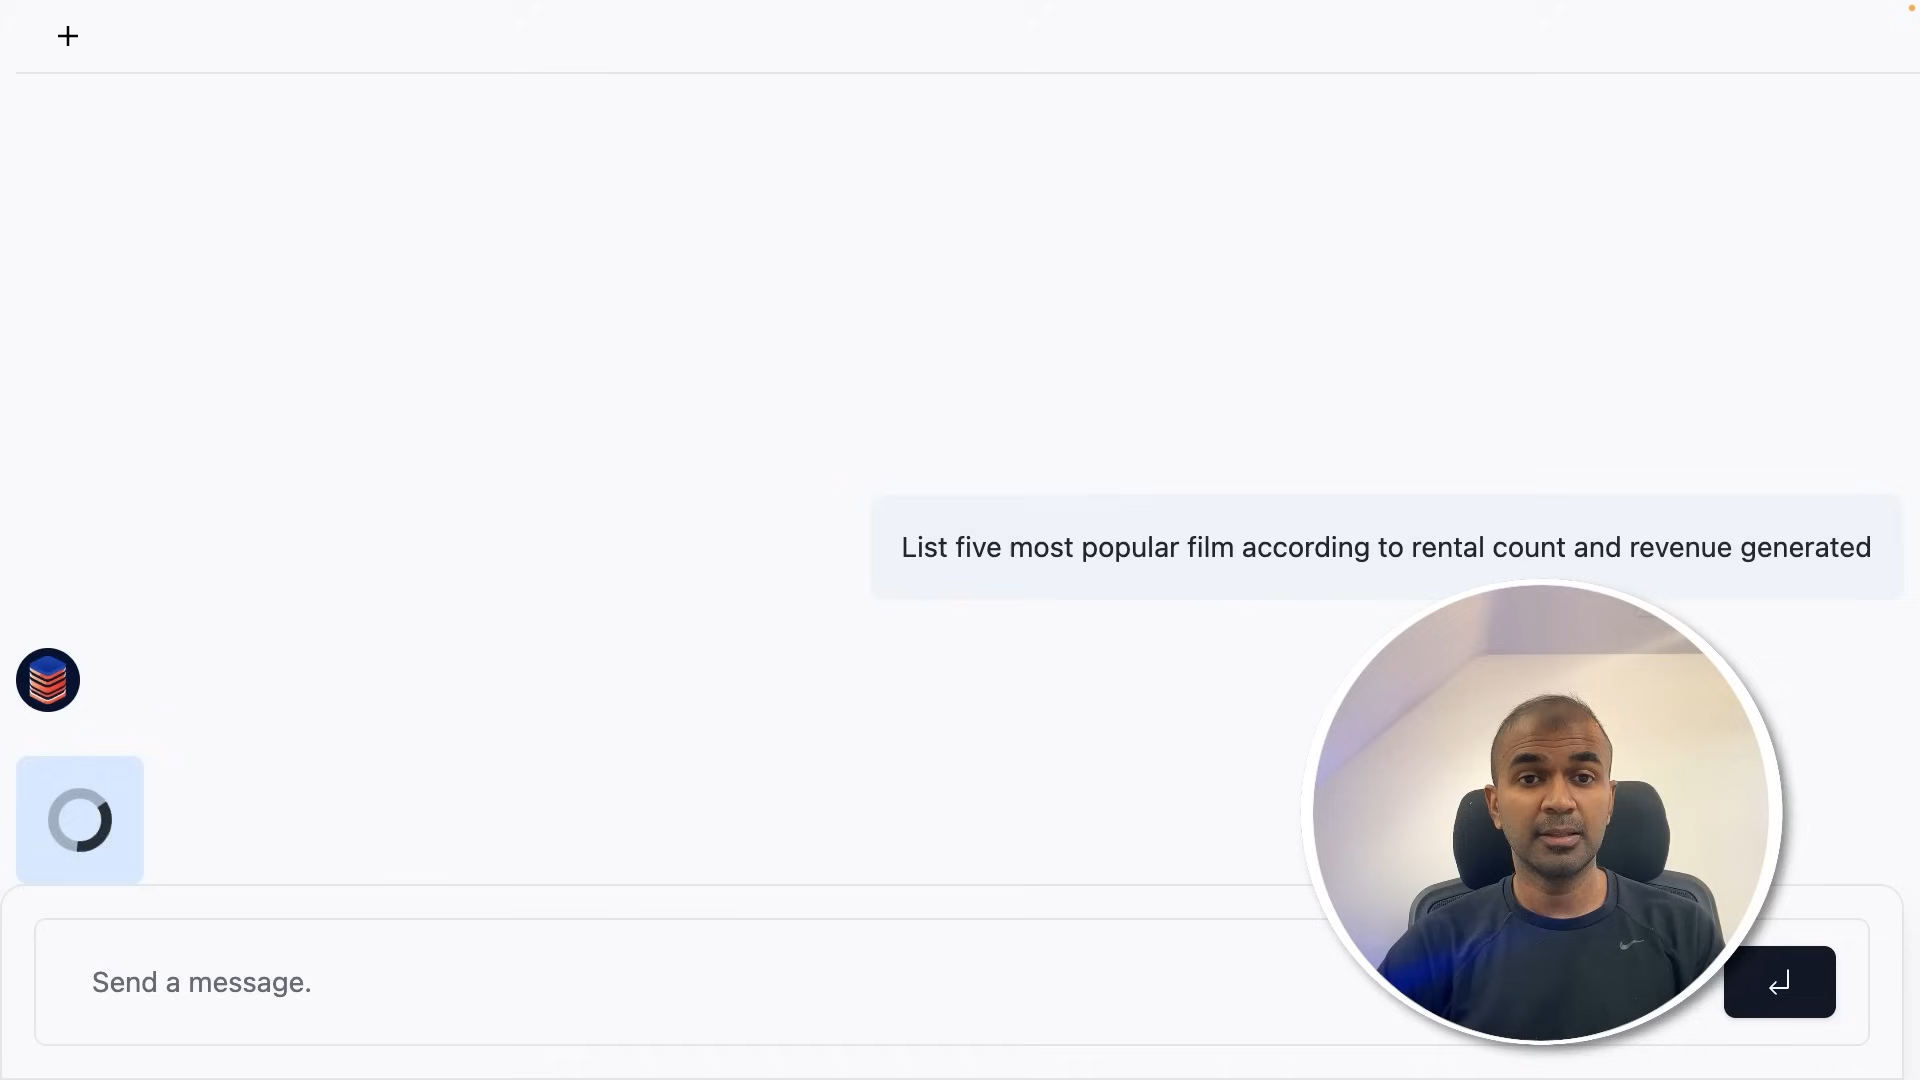 List five most popular film according to rental count and revenue generated
Send a message.